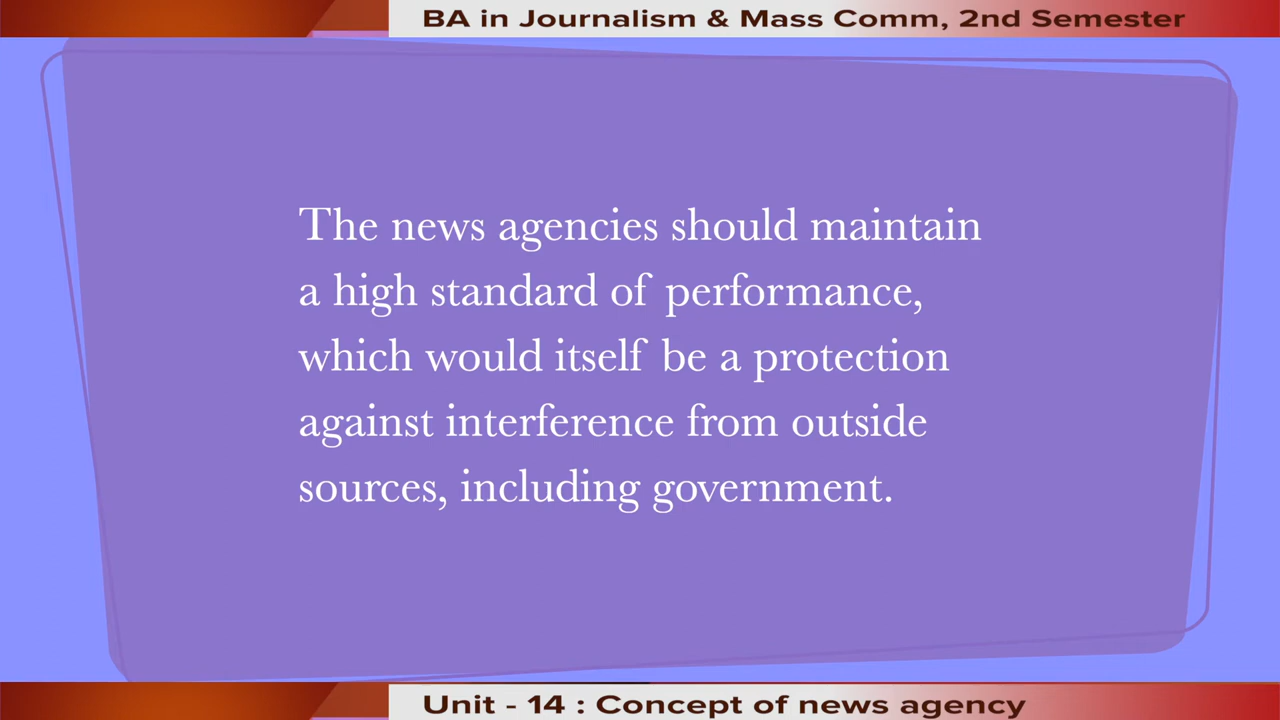 BA in Journalism & Mass Comm, 2nd Semester
The news agencies should maintain
a high standard of performance,
which would itself be a protection
against interference from outside
sources, including government.
Unit - 14 : Concept of news agency